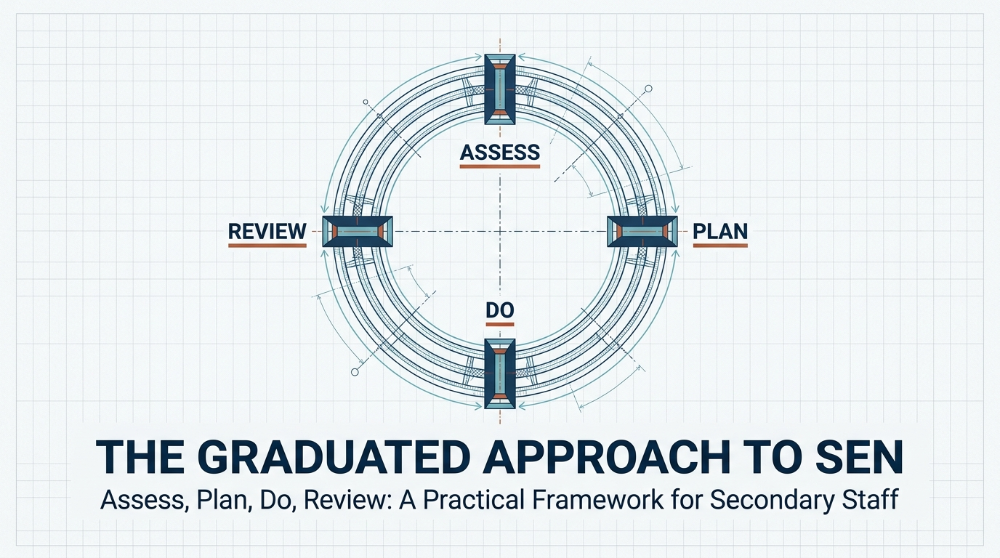 ASSESS
REVIEW
PLAN
DO
THE GRADUATED APPROACH TO SEN
Assess, Plan, Do, Review: A Practical Framework for Secondary Staff